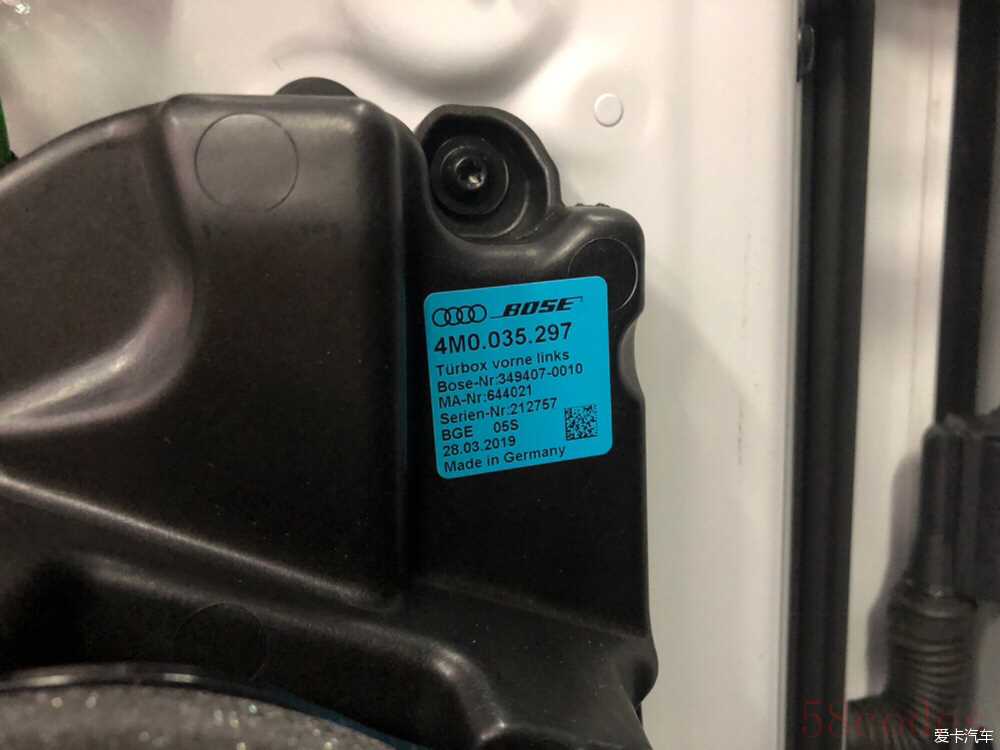 BOSE
4M0.035.297
Türbox vorne links
Bose-Nr:349407-0010
MA-Nr:644021
Serien-Nr:212757
BGE 05S
28.03.2019
Made in Germany
爱卡汽车